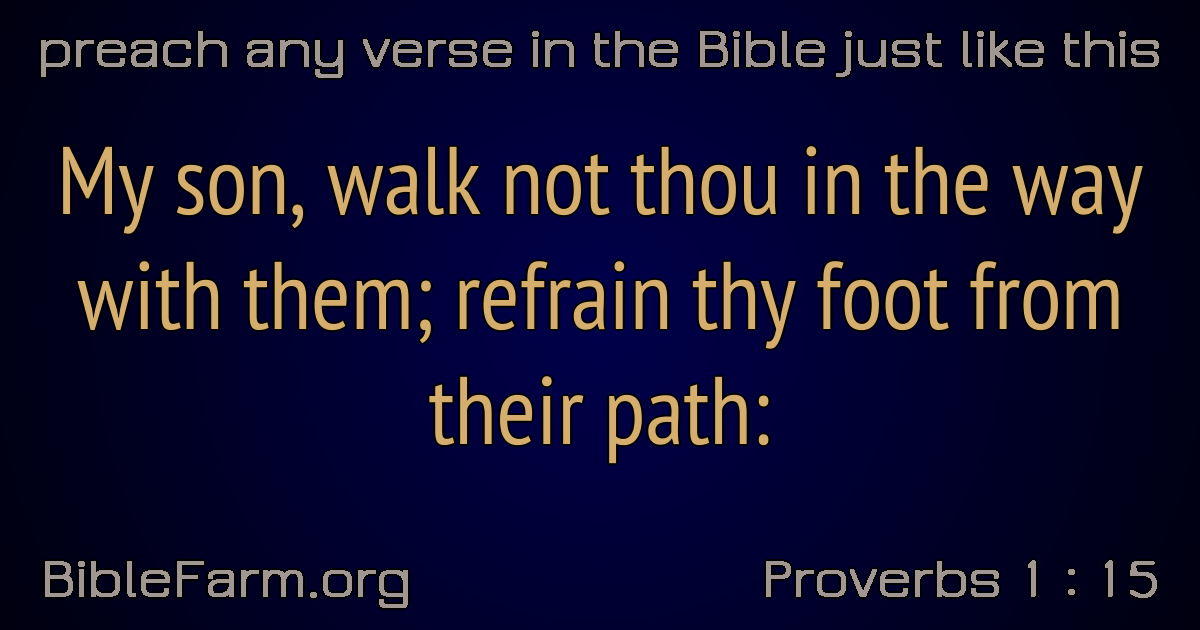 preach any verse in the Bible just like this
My son, walk not thou in the way
with them; refrain thy foot from
their path:
BibleFarm.org
Proverbs 1 : 15